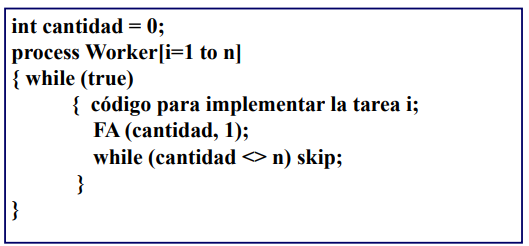 int cantidad = 0;
process Worker[i=1 to n]
{ while (true)
{ código para implementar la tarea i;
FA (cantidad, 1);
while (cantidad <> n) skip;
}
}